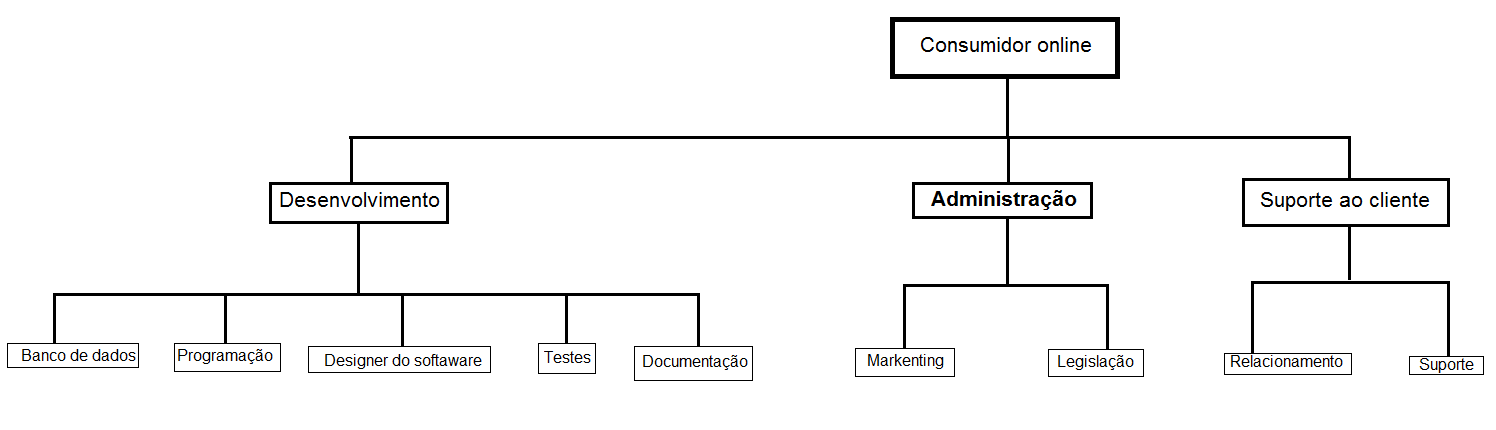 Consumidor online
Desenvolvimento
Administração
Suporte ao cliente
Banco de dados
Programação
Designer do softaware
Testes
Documentação
Markenting
Legislação
Relacionamento
Suporte